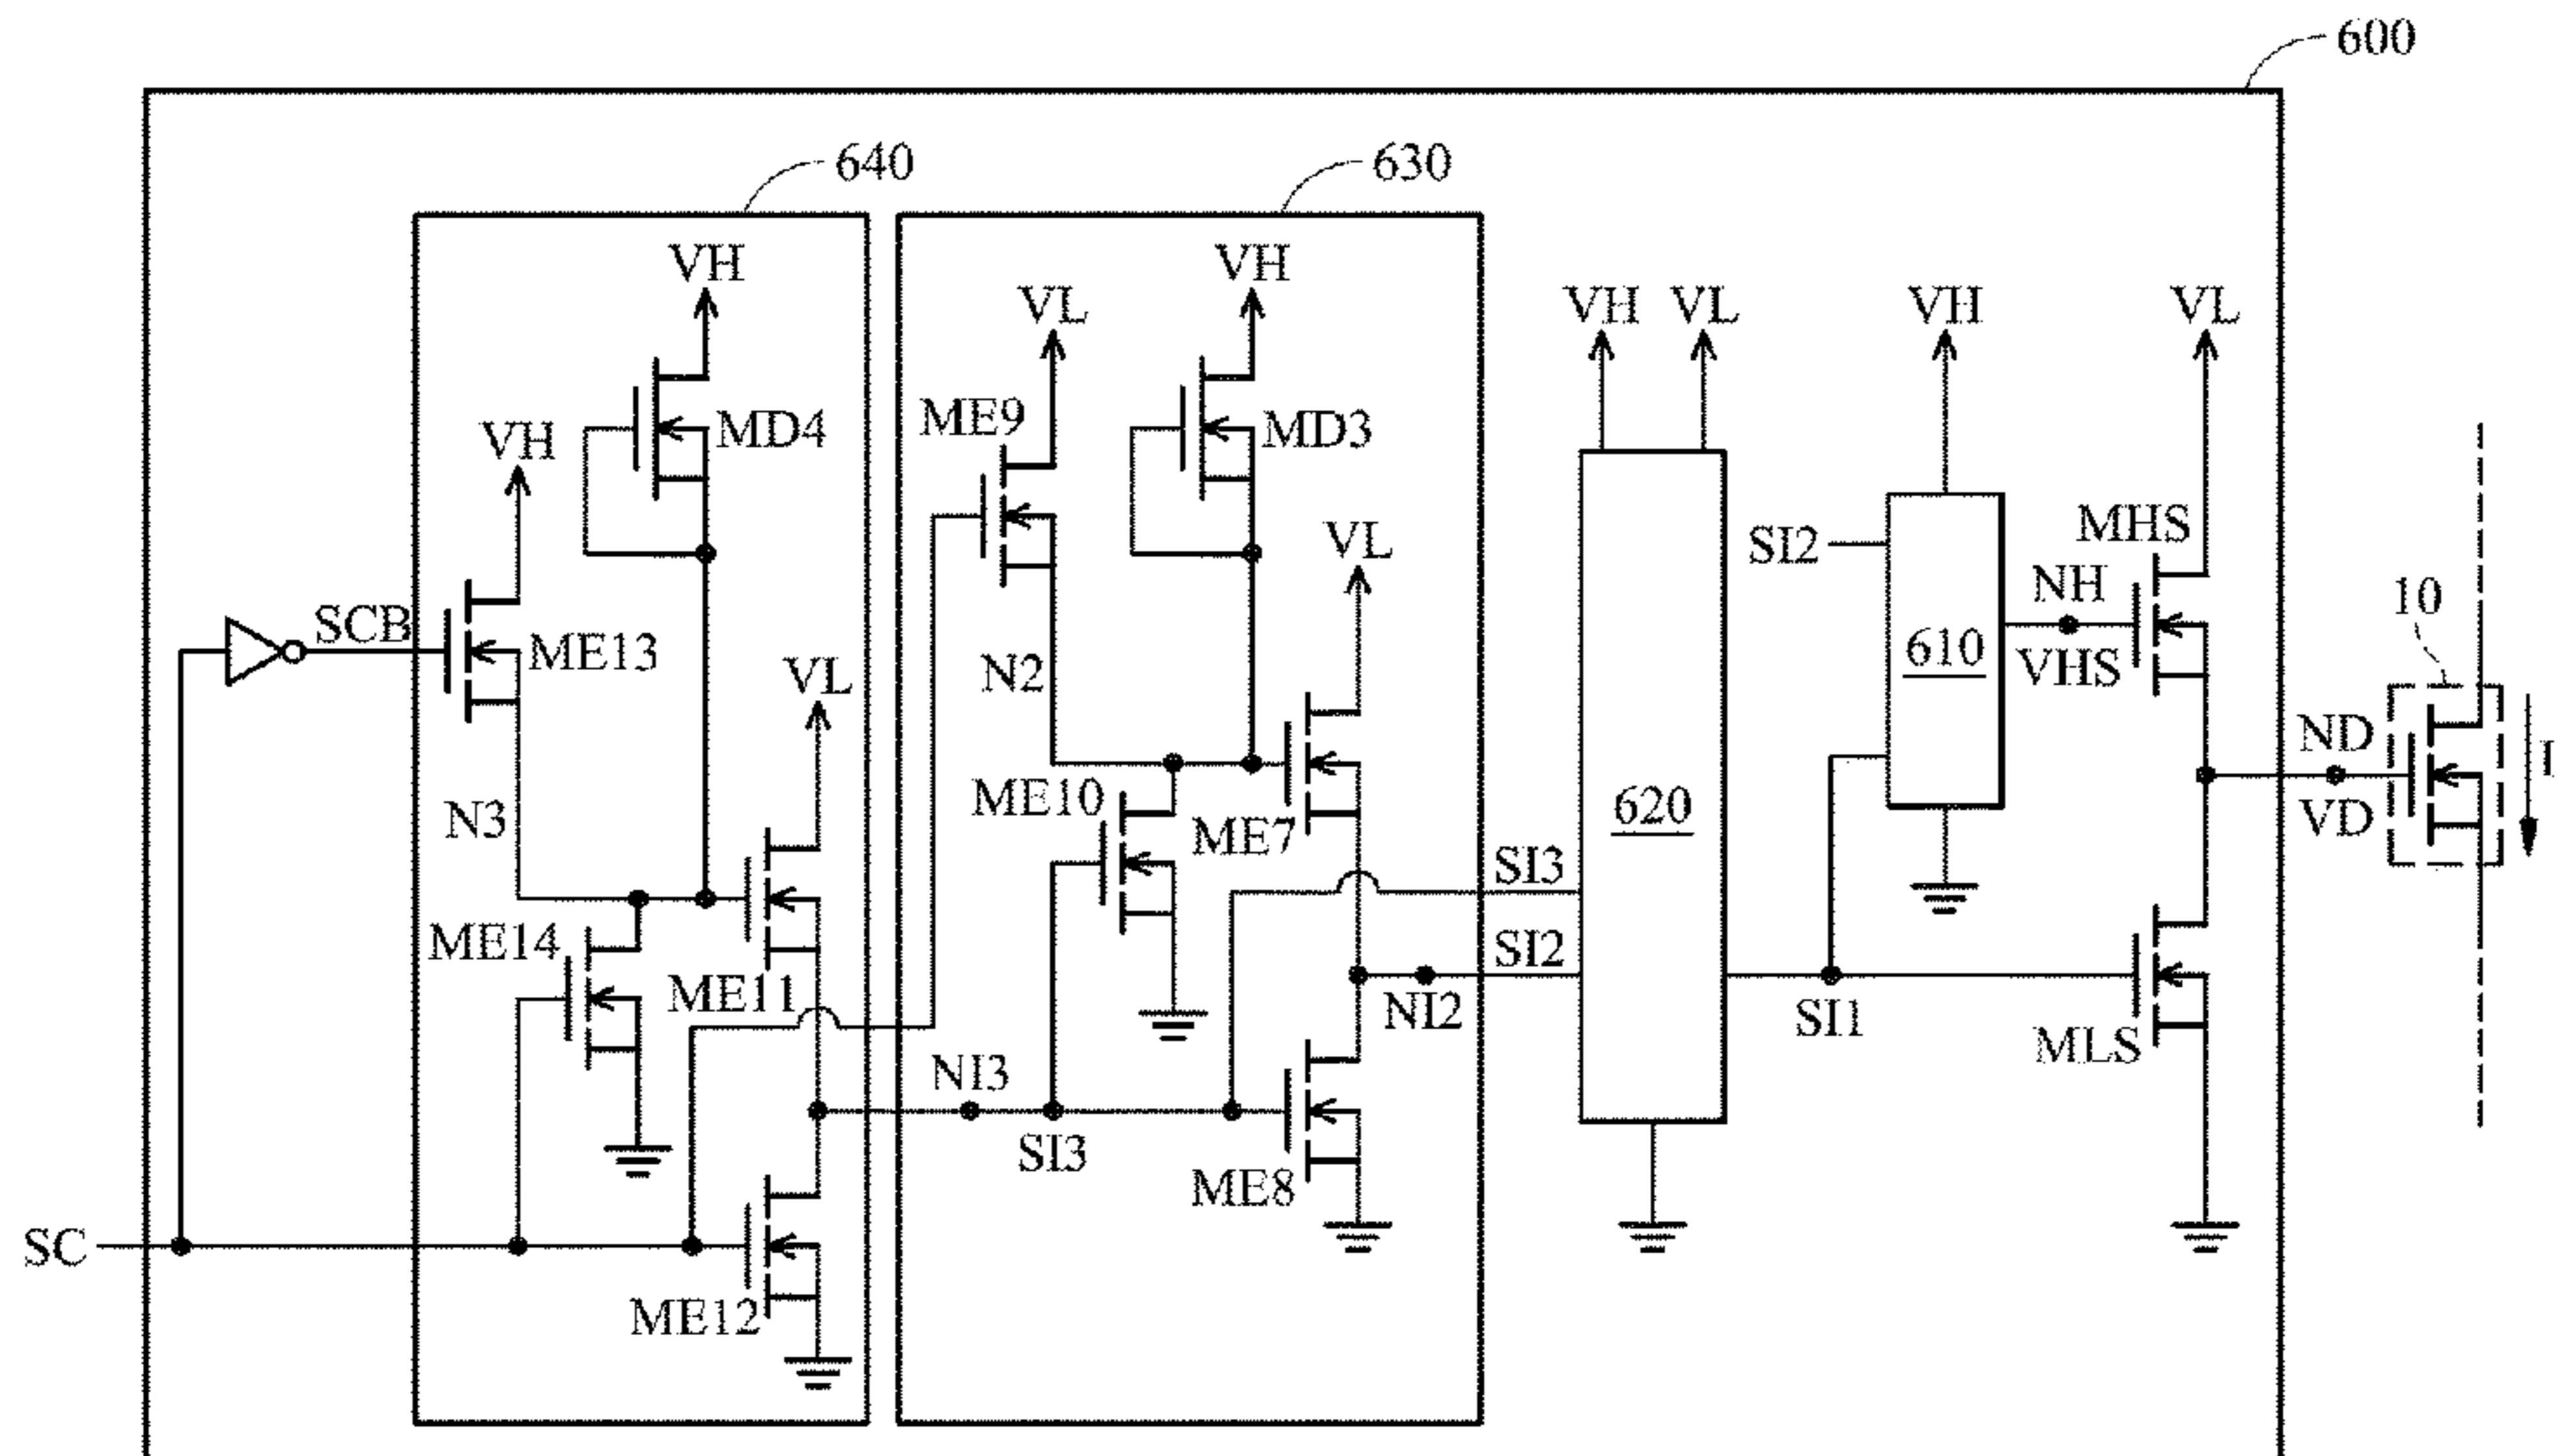 600
640
630
VH
VH
VL
VH
VL
VH
VL
ME9
MD4
MD3
VH
MHS
VL
SI2
NH
10
SCB
ME13
N2
610
VHS
VL
ND
ME10
620
N3
ME7
VD
I
SI3
ME14
SI2
ME11
NI2
SI1
MLS
NI3
SI3
ME8
SC
ME12